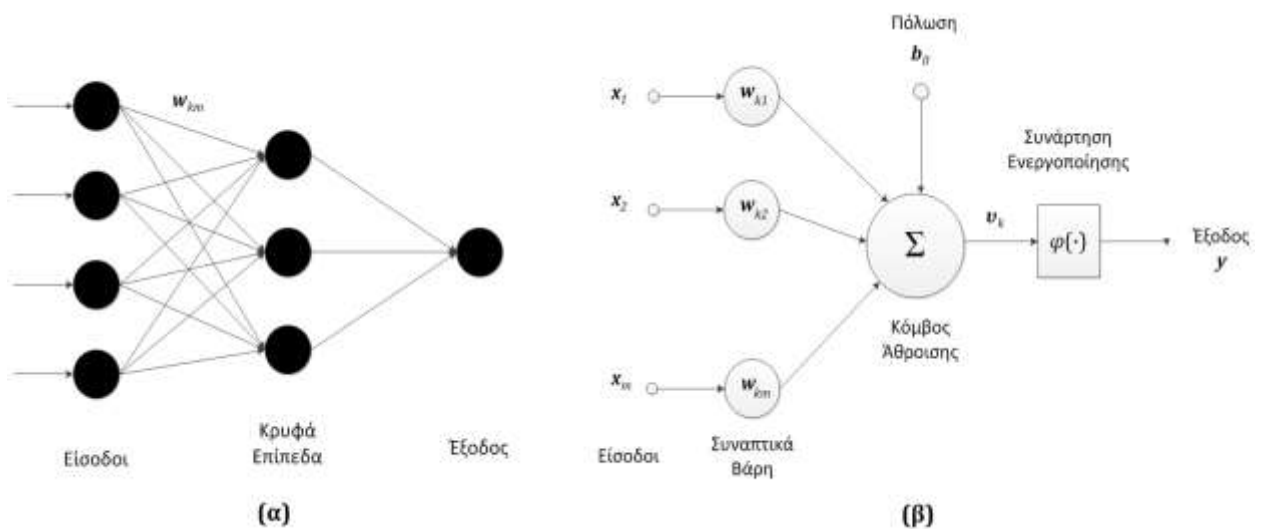 w_km
Είσοδοι
Κρυφά
Επίπεδα
Έξοδος
(α)
Πόλωση
b_0
x_1
w_k1
x_2
w_k2
x_m
w_km
Σ
Κόμβος
Άθροισης
υ_k
Συνάρτηση
Ενεργοποίησης
φ(·)
Έξοδος
y
Είσοδοι
Συναπτικά
Βάρη
(β)